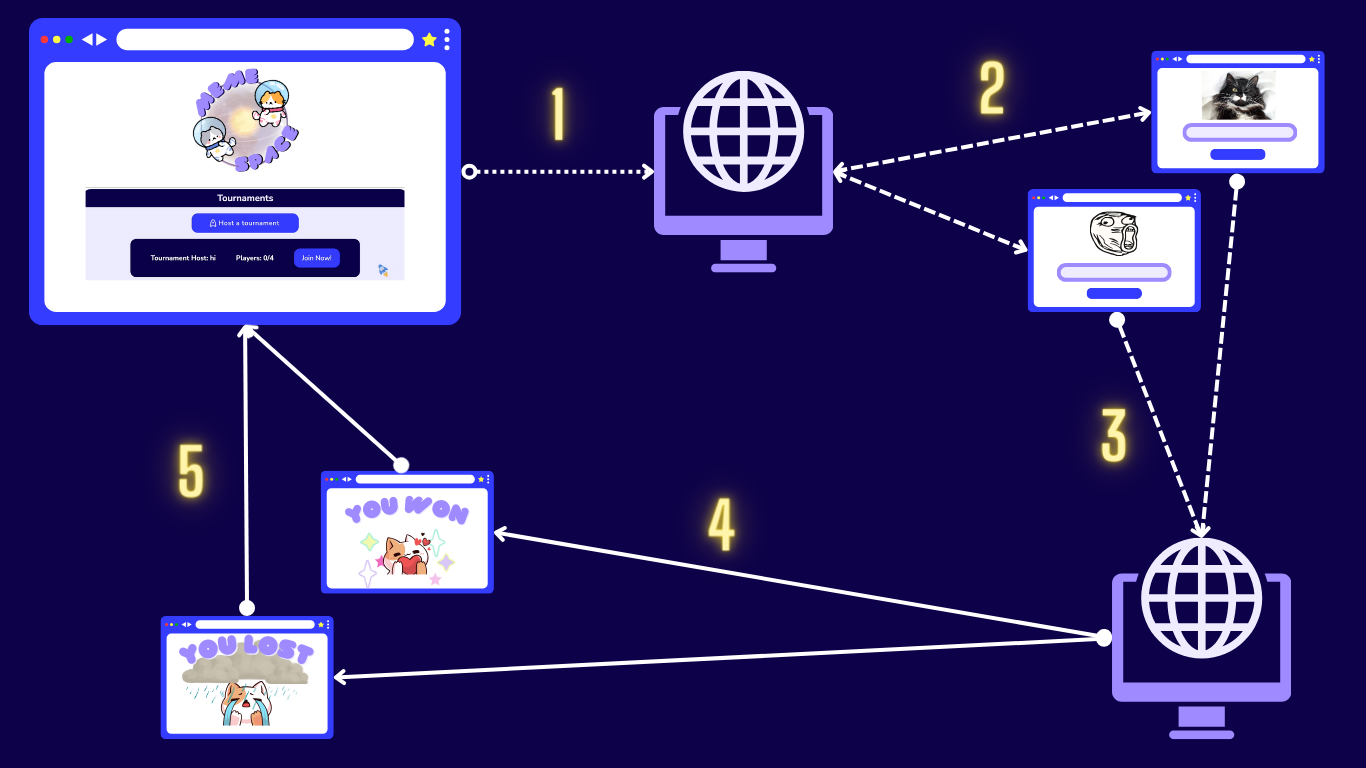 MEME
SPACE
Tournaments
Host a tournament
Tournament Host: hi Players: 0/4 Join Now!
1
2
3
4
5
YOU WON
YOU LOST